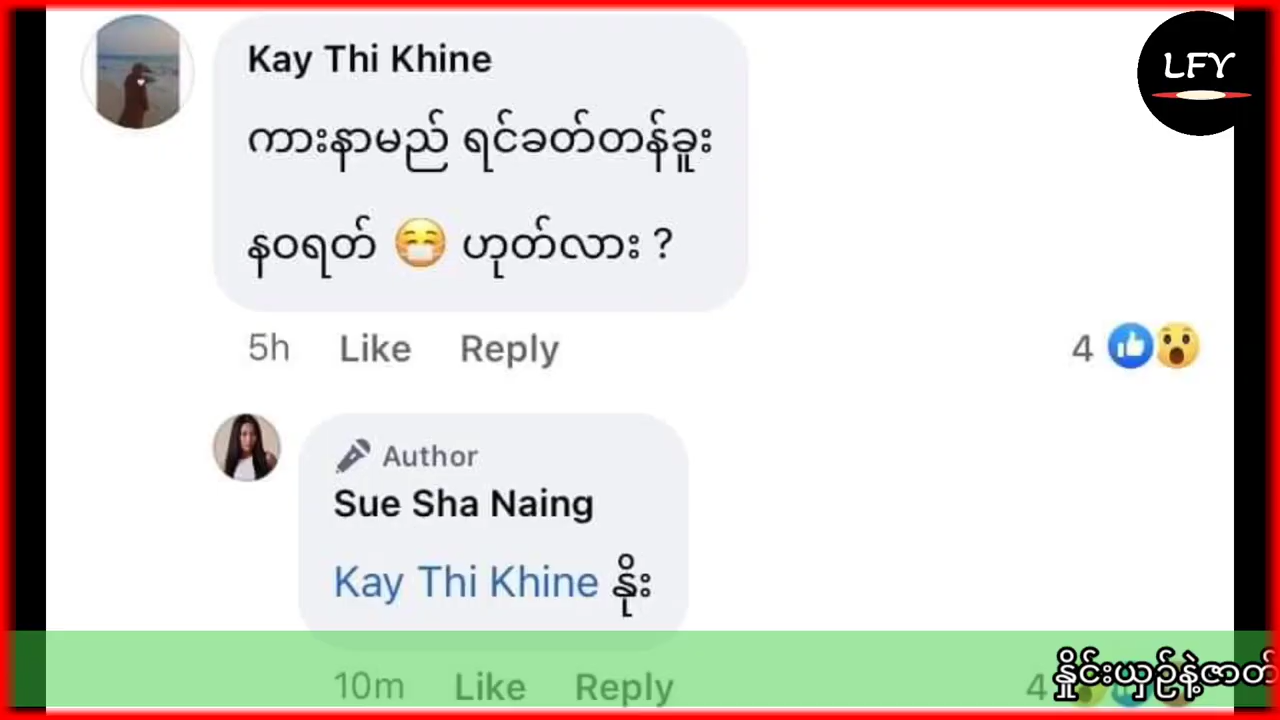 LFY
Kay Thi Khine
ကားနာမည် ရင်ခတ်တန်ခူး
နဝရတ် 😷 ဟုတ်လား ?
5h Like Reply 4
Author
Sue Sha Naing
Kay Thi Khine နိုး
10m Like Reply 4
နှိုင်းယှဉ်နဲ့ဇာတ်